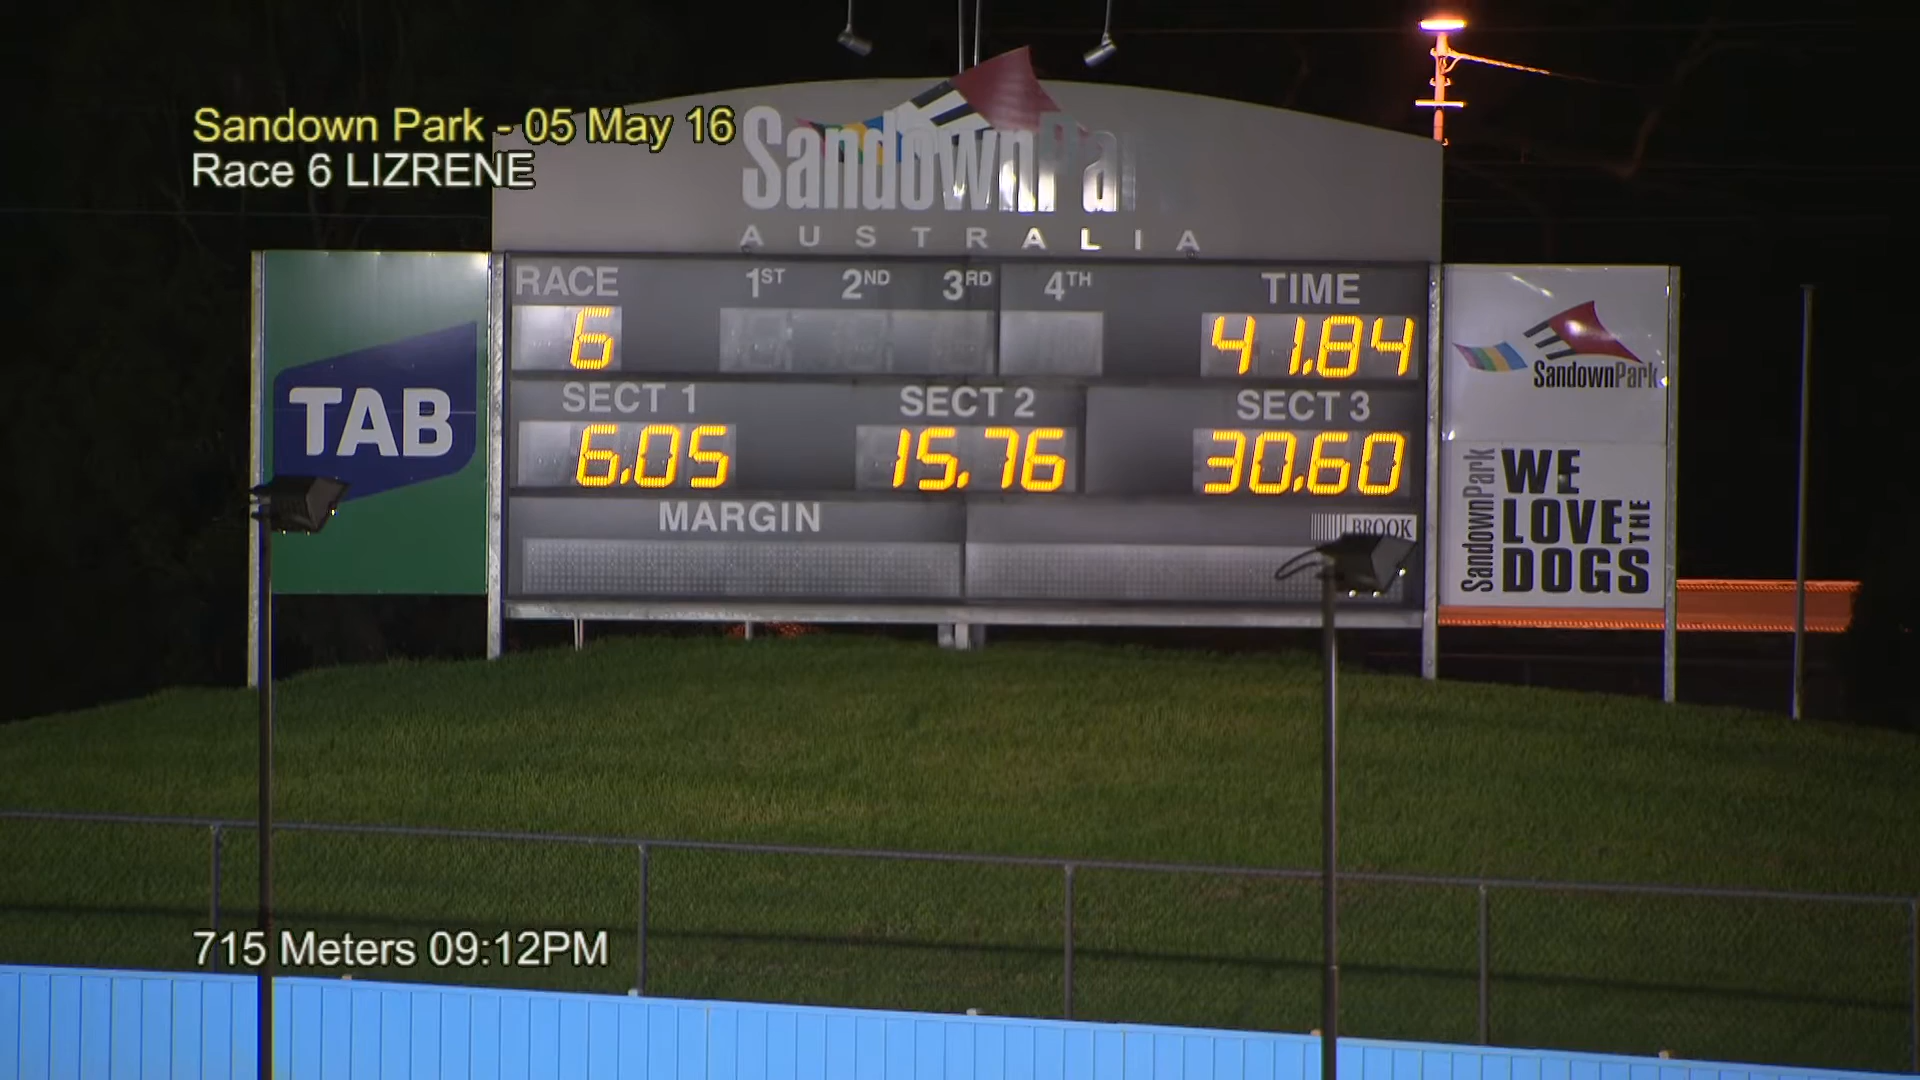 Sandown Park - 05 May 16
Race 6 LIZRENE
SandownPa
AUSTRALIA
RACE 1ST 2ND 3RD 4TH TIME
6 41.84
SECT 1 SECT 2 SECT 3
6.05 15.76 30.60
MARGIN
BROOK
TAB
SandownPark
SandownPark
WE
LOVE THE
DOGS
715 Meters 09:12PM